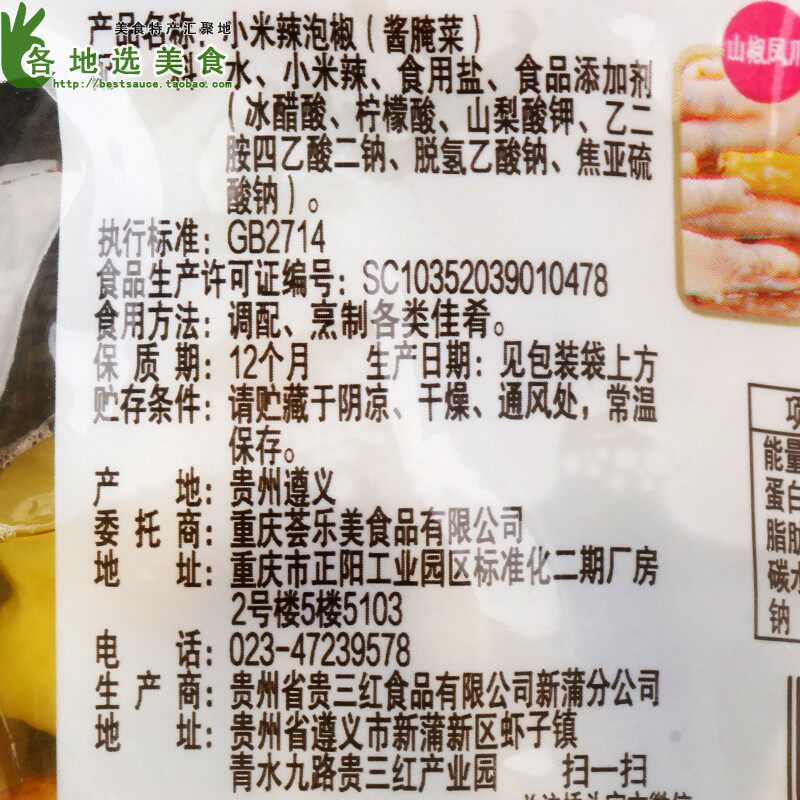 美食特产汇聚地
各地选美食
http://bestsauce.taobao.com
产品名称：小米辣泡椒（酱腌菜）
料：水、小米辣、食用盐、食品添加剂
（冰醋酸、柠檬酸、山梨酸钾、乙二
胺四乙酸二钠、脱氢乙酸钠、焦亚硫
酸钠）。
执行标准：GB2714
食品生产许可证编号：SC10352039010478
食用方法：调配、烹制各类佳肴。
保质期：12个月 生产日期：见包装袋上方
贮存条件：请贮藏于阴凉、干燥、通风处，常温
保存。
产地：贵州遵义
委托商：重庆荟乐美食品有限公司
地址：重庆市正阳工业园区标准化二期厂房
2号楼5楼5103
电话：023-47239578
生产商：贵州省贵三红食品有限公司新蒲分公司
地址：贵州省遵义市新蒲新区虾子镇
青水九路贵三红产业园
扫一扫
山椒凤爪
项
能量
蛋白
脂肪
碳水
钠